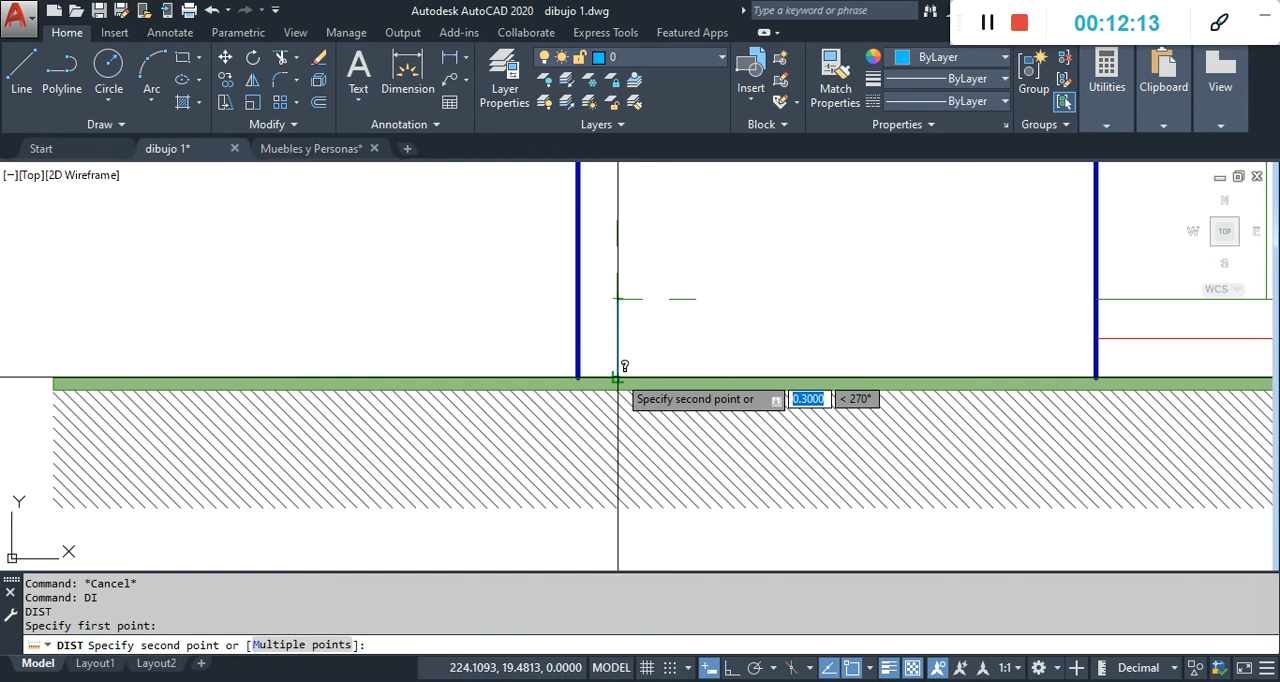 Autodesk AutoCAD 2020 dibujo 1.dwg
Type a keyword or phrase
00:12:13
Home Insert Annotate Parametric View Manage Output Add-ins Collaborate Express Tools Featured Apps
0
ByLayer
ByLayer
ByLayer
Line Polyline Circle Arc
Text Dimension
Layer Properties
Insert
Match Properties
Group
Utilities
Clipboard
View
Draw Modify Annotation Layers Block Properties Groups
Start dibujo 1* Muebles y Personas*
[−][Top][2D Wireframe]
N
W TOP E
S
WCS
Specify second point or 0.3000 < 270°
Y
X
Command: *Cancel*
Command: DI
DIST
Specify first point:
DIST Specify second point or [Multiple points]:
Model Layout1 Layout2
224.1093, 19.4813, 0.0000 MODEL 1:1 Decimal